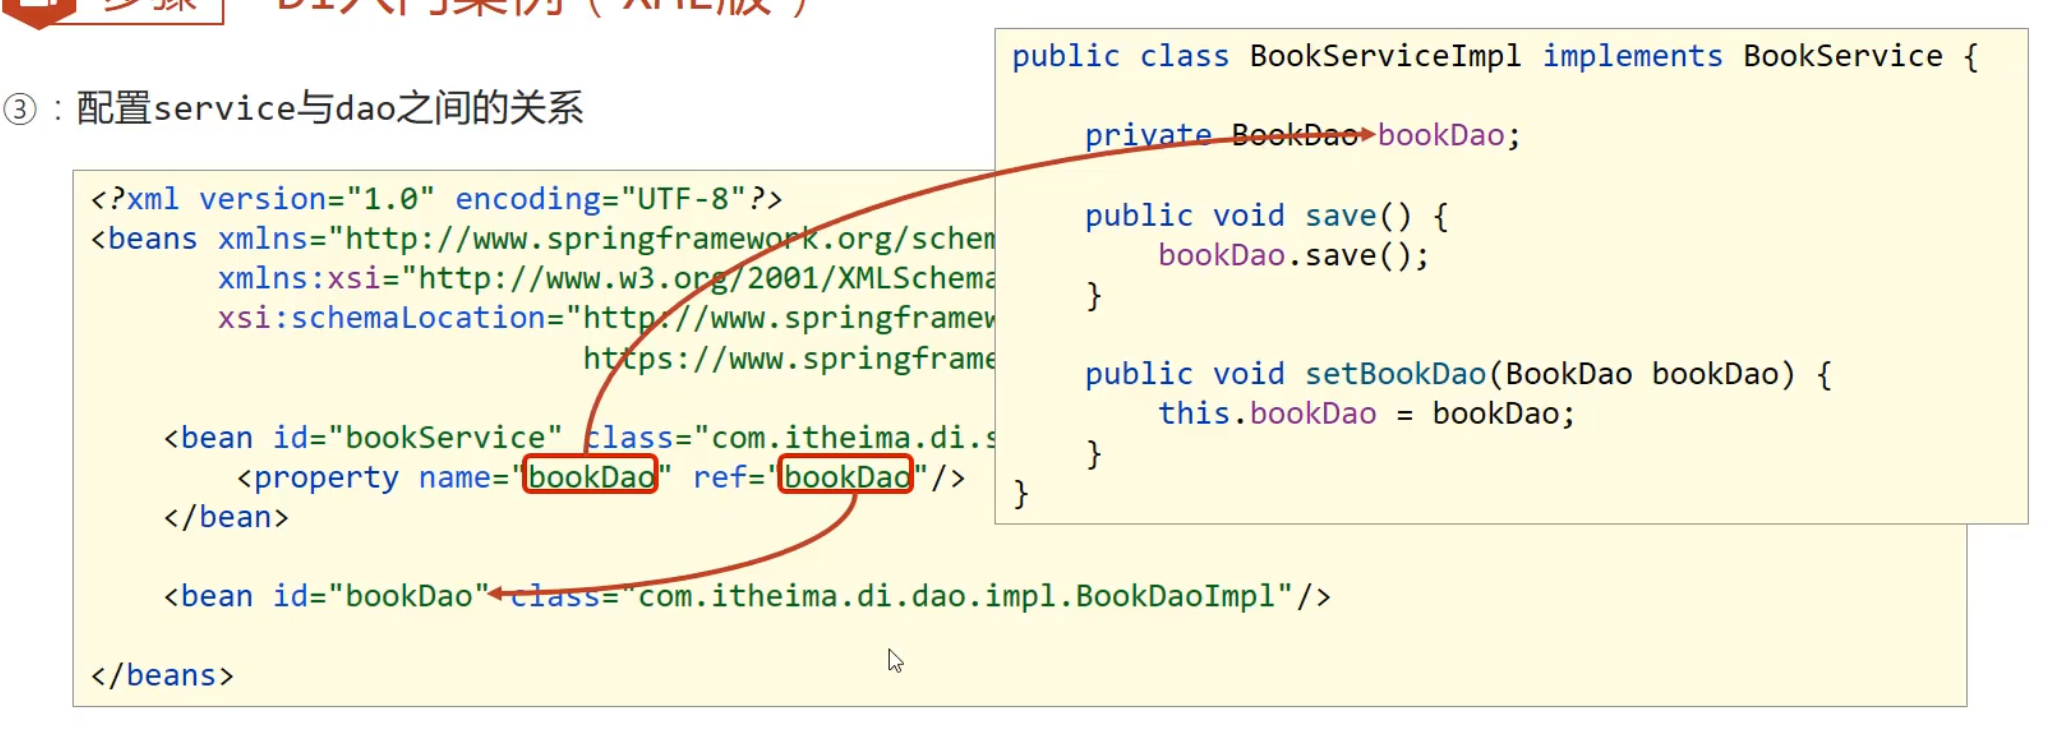 步骤 DI入门案例（XML版）
③：配置service与dao之间的关系
<?xml version="1.0" encoding="UTF-8"?>
<beans xmlns="http://www.springframework.org/schem
xmlns:xsi="http://www.w3.org/2001/XMLSchema
xsi:schemaLocation="http://www.springframew
https://www.springframe
<bean id="bookService" class="com.itheima.di.s
<property name="bookDao" ref="bookDao"/>
</bean>
<bean id="bookDao" class="com.itheima.di.dao.impl.BookDaoImpl"/>
</beans>
public class BookServiceImpl implements BookService {
private BookDao bookDao;
public void save() {
bookDao.save();
}
public void setBookDao(BookDao bookDao) {
this.bookDao = bookDao;
}
}